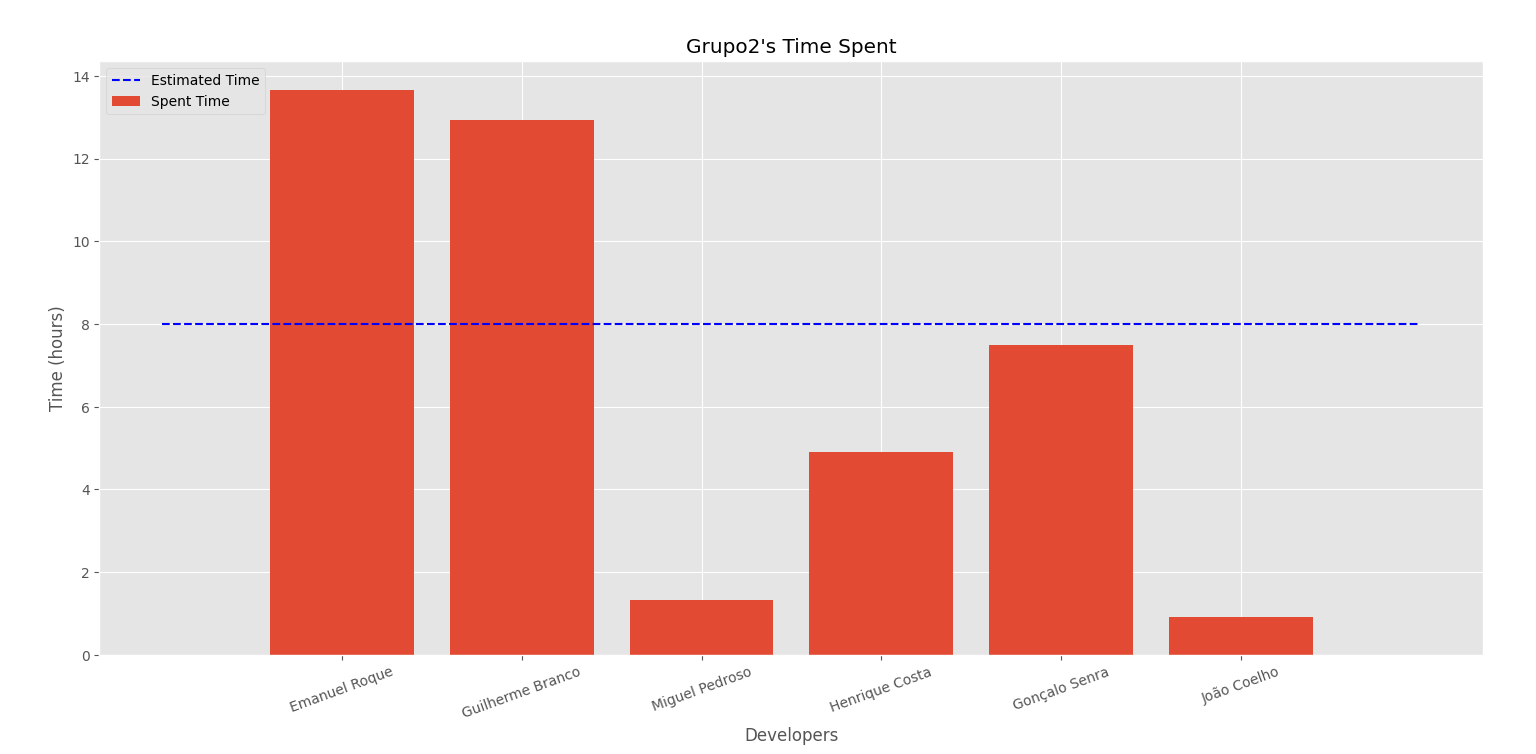 Grupo2's Time Spent
Estimated Time
Spent Time
14
12
10
8
6
4
2
0
Time (hours)
Emanuel Roque
Guilherme Branco
Miguel Pedroso
Henrique Costa
Gonçalo Senra
João Coelho
Developers